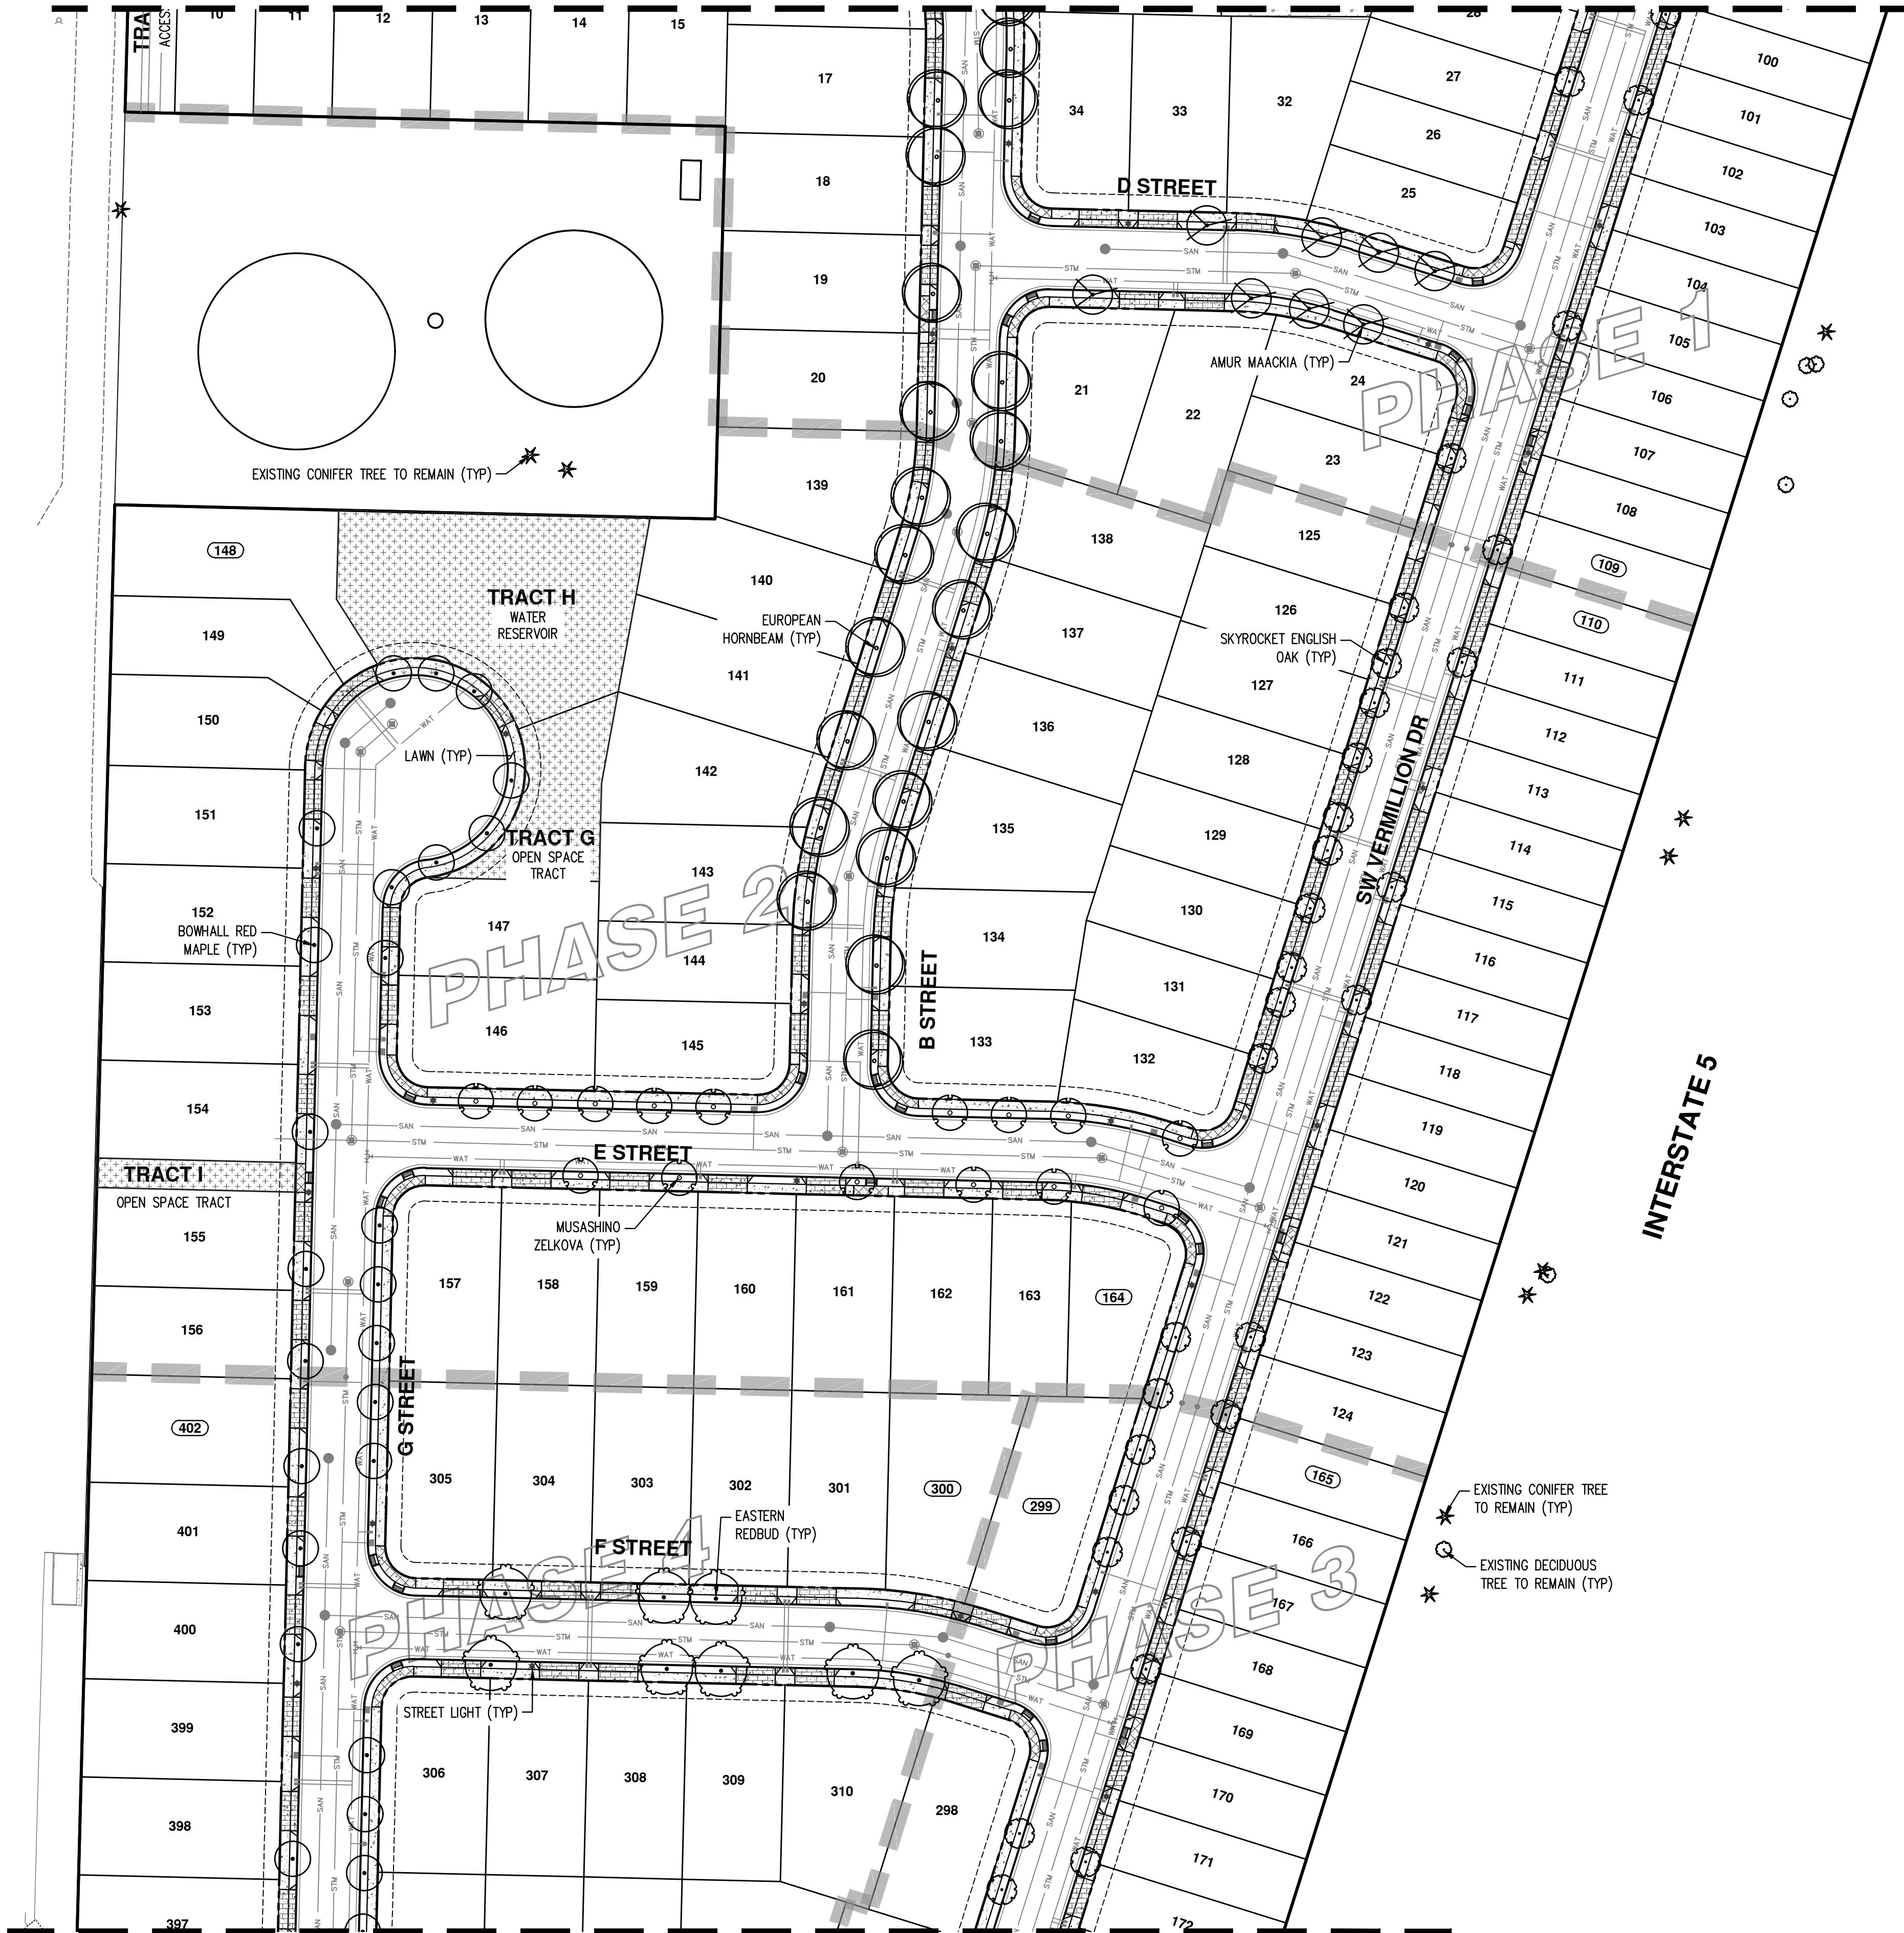 TRA
ACCES
10
11
12
13
14
15
17
18
19
20
34
33
32
28
27
26
25
100
101
102
103
104
105
106
107
108
109
D STREET
21
22
23
24
AMUR MAACKIA (TYP)
PHASE 1
EXISTING CONIFER TREE TO REMAIN (TYP)
139
138
125
148
TRACT H
WATER
RESERVOIR
140
EUROPEAN
HORNBEAM (TYP)
126
SKYROCKET ENGLISH
OAK (TYP)
110
111
149
141
137
127
112
150
LAWN (TYP)
142
136
128
SW VERMILLION DR
113
151
TRACT G
OPEN SPACE
TRACT
143
135
129
114
115
152
BOWHALL RED
MAPLE (TYP)
147
PHASE 2
144
134
130
116
153
146
145
B STREET
133
131
132
117
118
INTERSTATE 5
154
119
E STREET
TRACT I
OPEN SPACE TRACT
120
155
MUSASHINO
ZELKOVA (TYP)
121
156
157
158
159
160
161
162
163
164
122
123
G STREET
124
402
305
304
303
302
301
300
299
165
EXISTING CONIFER TREE
TO REMAIN (TYP)
401
EASTERN
REDBUD (TYP)
166
F STREET
PHASE 4
PHASE 3
167
EXISTING DECIDUOUS
TREE TO REMAIN (TYP)
400
168
STREET LIGHT (TYP)
399
306
307
308
309
310
298
169
170
398
171
397
172
SAN
STM
WAT